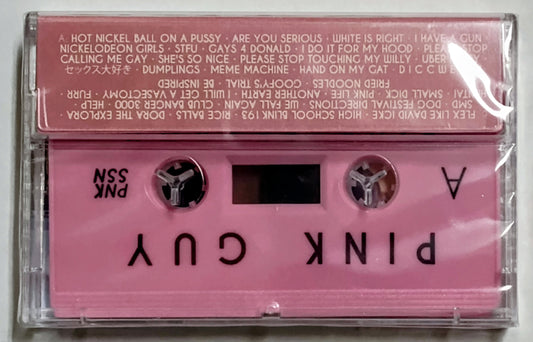 A: HOT NICKEL BALL ON A PUSSY · ARE YOU SERIOUS · WHITE IS RIGHT · I HAVE A GUN
NICKELODEON GIRLS · STFU · GAYS 4 DONALD · I DO IT FOR MY HOOD · PLEASE STOP
CALLING ME GAY · SHE'S SO NICE · PLEASE STOP TOUCHING MY WILLY · UBER PUSSY
セックス大好き · DUMPLINGS · MEME MACHINE · HAND ON MY GAT · D I C C W E T
FLEX LIKE DAVID ICKE · HIGH SCHOOL BLINK 193 · RICE BALLS · DORA THE EXPLORA
SMD · DOG FESTIVAL DIRECTIONS · WE FALL AGAIN · CLUB BANGER 3000 · HELP
HENTAI · SMALL DICK · PINK LIFE · ANOTHER EARTH · I WILL GET A VASECTOMY · FURR
FRIED NOODLES · GOOFY'S TRIAL · BE INSPIRED
A
PNK
SSN
PINK GUY